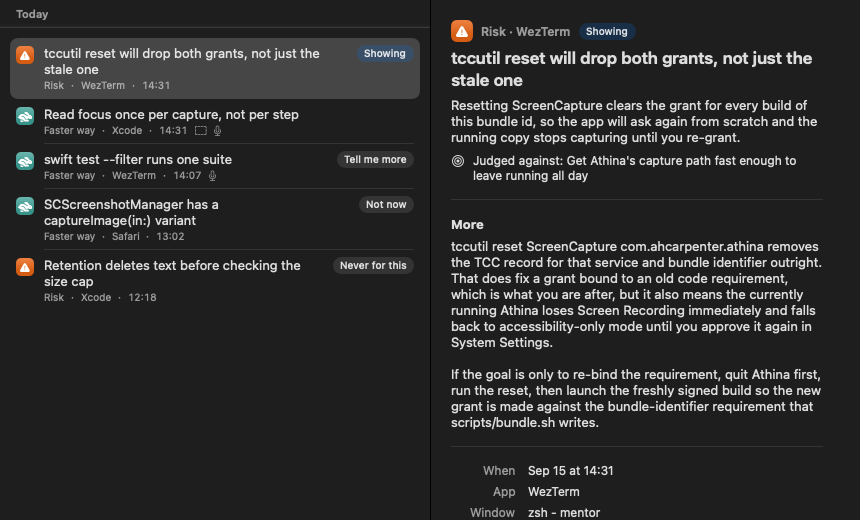 Today
tccutil reset will drop both grants, not just the
stale one
Showing
Risk · WezTerm · 14:31
Read focus once per capture, not per step
Faster way · Xcode · 14:31
swift test --filter runs one suite
Tell me more
Faster way · WezTerm · 14:07
SCScreenshotManager has a
captureImage(in:) variant
Not now
Faster way · Safari · 13:02
Retention deletes text before checking the
size cap
Never for this
Risk · Xcode · 12:18
Risk · WezTerm Showing
tccutil reset will drop both grants, not just the
stale one
Resetting ScreenCapture clears the grant for every build of
this bundle id, so the app will ask again from scratch and the
running copy stops capturing until you re-grant.
Judged against: Get Athina's capture path fast enough to
leave running all day
More
tccutil reset ScreenCapture com.ahcarpenter.athina removes
the TCC record for that service and bundle identifier outright.
That does fix a grant bound to an old code requirement,
which is what you are after, but it also means the currently
running Athina loses Screen Recording immediately and falls
back to accessibility-only mode until you approve it again in
System Settings.
If the goal is only to re-bind the requirement, quit Athina first,
run the reset, then launch the freshly signed build so the new
grant is made against the bundle-identifier requirement that
scripts/bundle.sh writes.
When Sep 15 at 14:31
App WezTerm
Window zsh - mentor